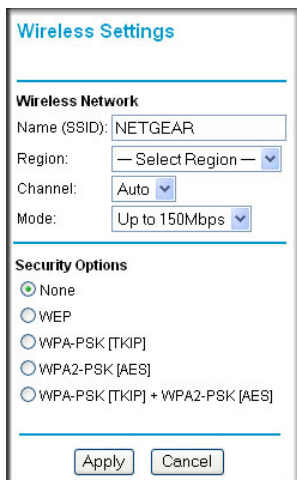 Wireless Settings
Wireless Network
Name (SSID): NETGEAR
Region: — Select Region —
Channel: Auto
Mode: Up to 150Mbps
Security Options
None
WEP
WPA-PSK [TKIP]
WPA2-PSK [AES]
WPA-PSK [TKIP] + WPA2-PSK [AES]
Apply Cancel